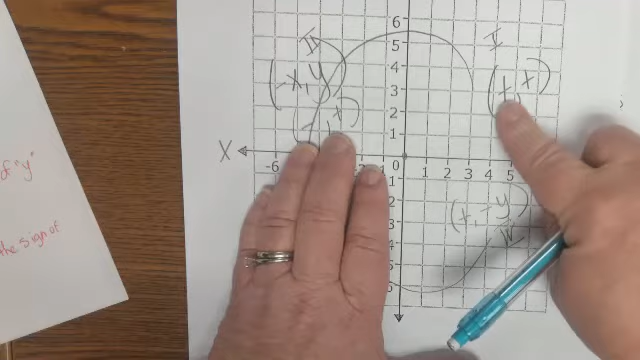 of "y"
the sign of
6
5
4
3
2
1
II
(-x, y)
I
(+, +)
X
-6
0
1 2 3 4 5
1
2
3
4
(x, -y)
IV